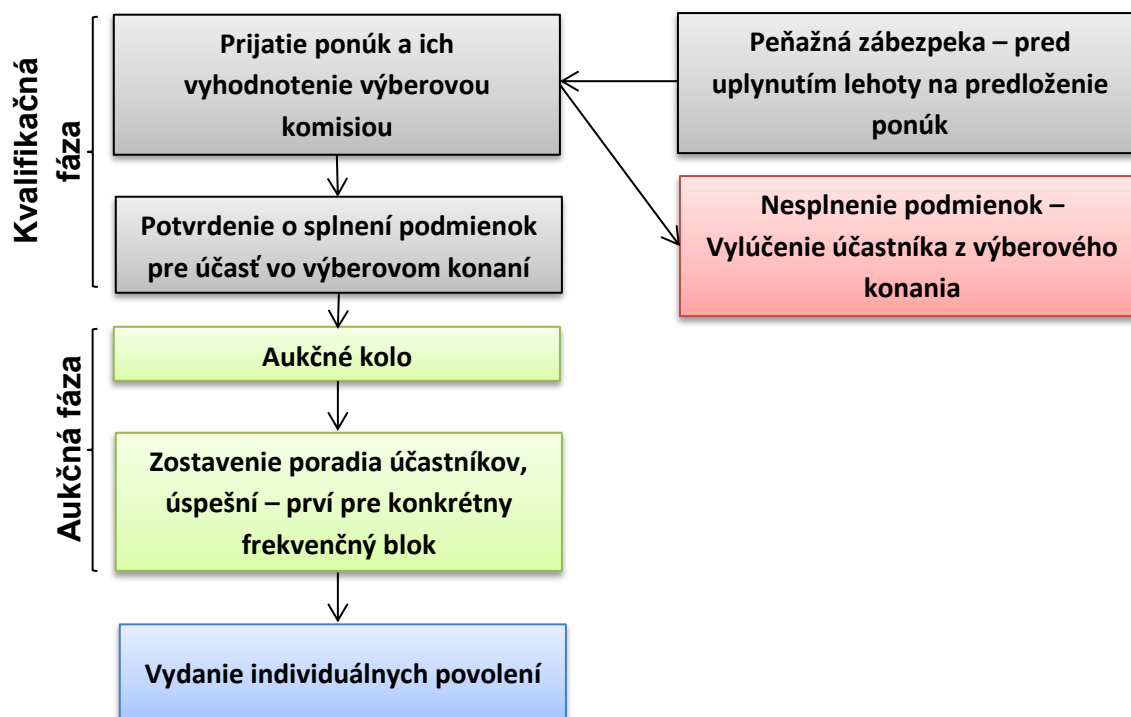 Kvalifikačná
fáza
Prijatie ponúk a ich
vyhodnotenie výberovou
komisiou
Peňažná zábezpeka – pred
uplynutím lehoty na predloženie
ponúk
Nesplnenie podmienok –
Vylúčenie účastníka z výberového
konania
Potvrdenie o splnení podmienok
pre účasť vo výberovom konaní
Aukčná fáza
Aukčné kolo
Zostavenie poradia účastníkov,
úspešní – prví pre konkrétny
frekvenčný blok
Vydanie individuálnych povolení